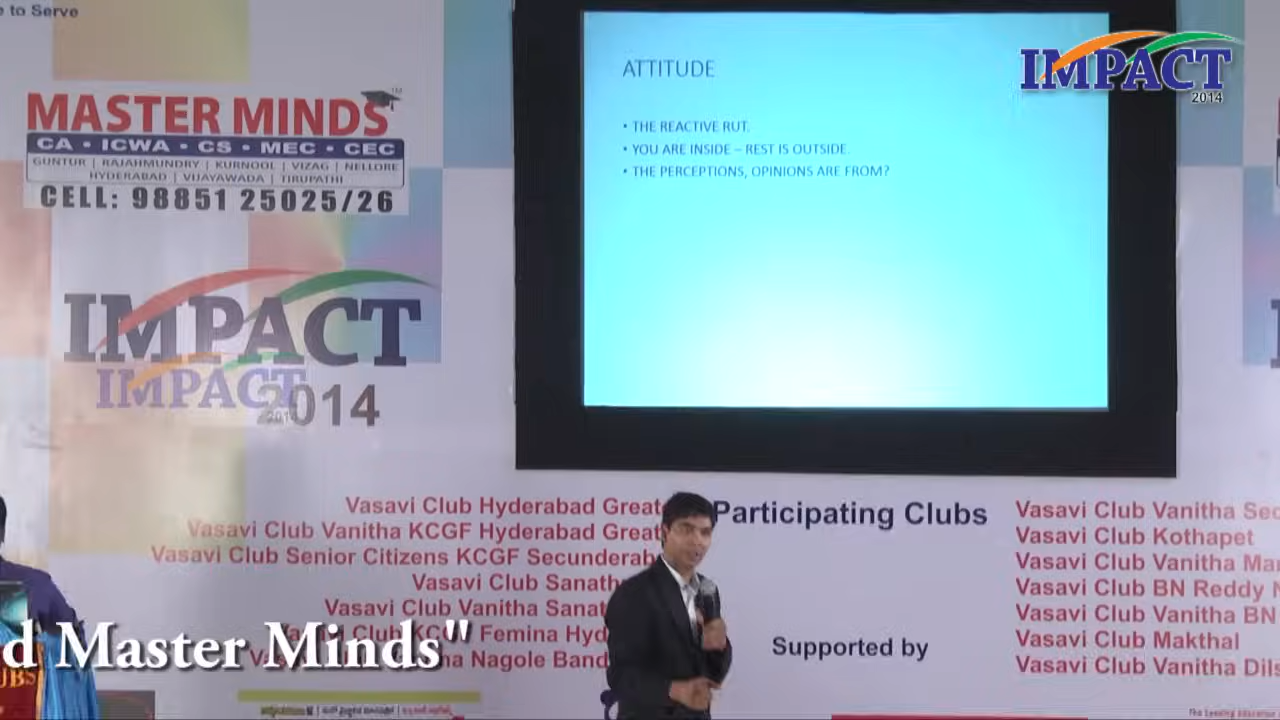 e to Serve
MASTER MINDS
CA • ICWA • CS • MEC • CEC
GUNTUR | RAJAHMUNDRY | KURNOOL | VIZAG | NELLORE
HYDERABAD | VIJAYAWADA | TIRUPATHI
CELL: 98851 25025/26
IMPACT
2014
IMPACT
2014
ATTITUDE
• THE REACTIVE RUT.
• YOU ARE INSIDE – REST IS OUTSIDE.
• THE PERCEPTIONS, OPINIONS ARE FROM?
IMPACT
2014
Vasavi Club Hyderabad Great
Vasavi Club Vanitha KCGF Hyderabad Great
Vasavi Club Senior Citizens KCGF Secunderab
Vasavi Club Sanath
Vasavi Club Vanitha Sanat
Femina Hyd
Nagole Band
d Master Minds"
Participating Clubs
Supported by
Vasavi Club Vanitha Sec
Vasavi Club Kothapet
Vasavi Club Vanitha Mar
Vasavi Club BN Reddy N
Vasavi Club Vanitha BN
Vasavi Club Makthal
Vasavi Club Vanitha Dils